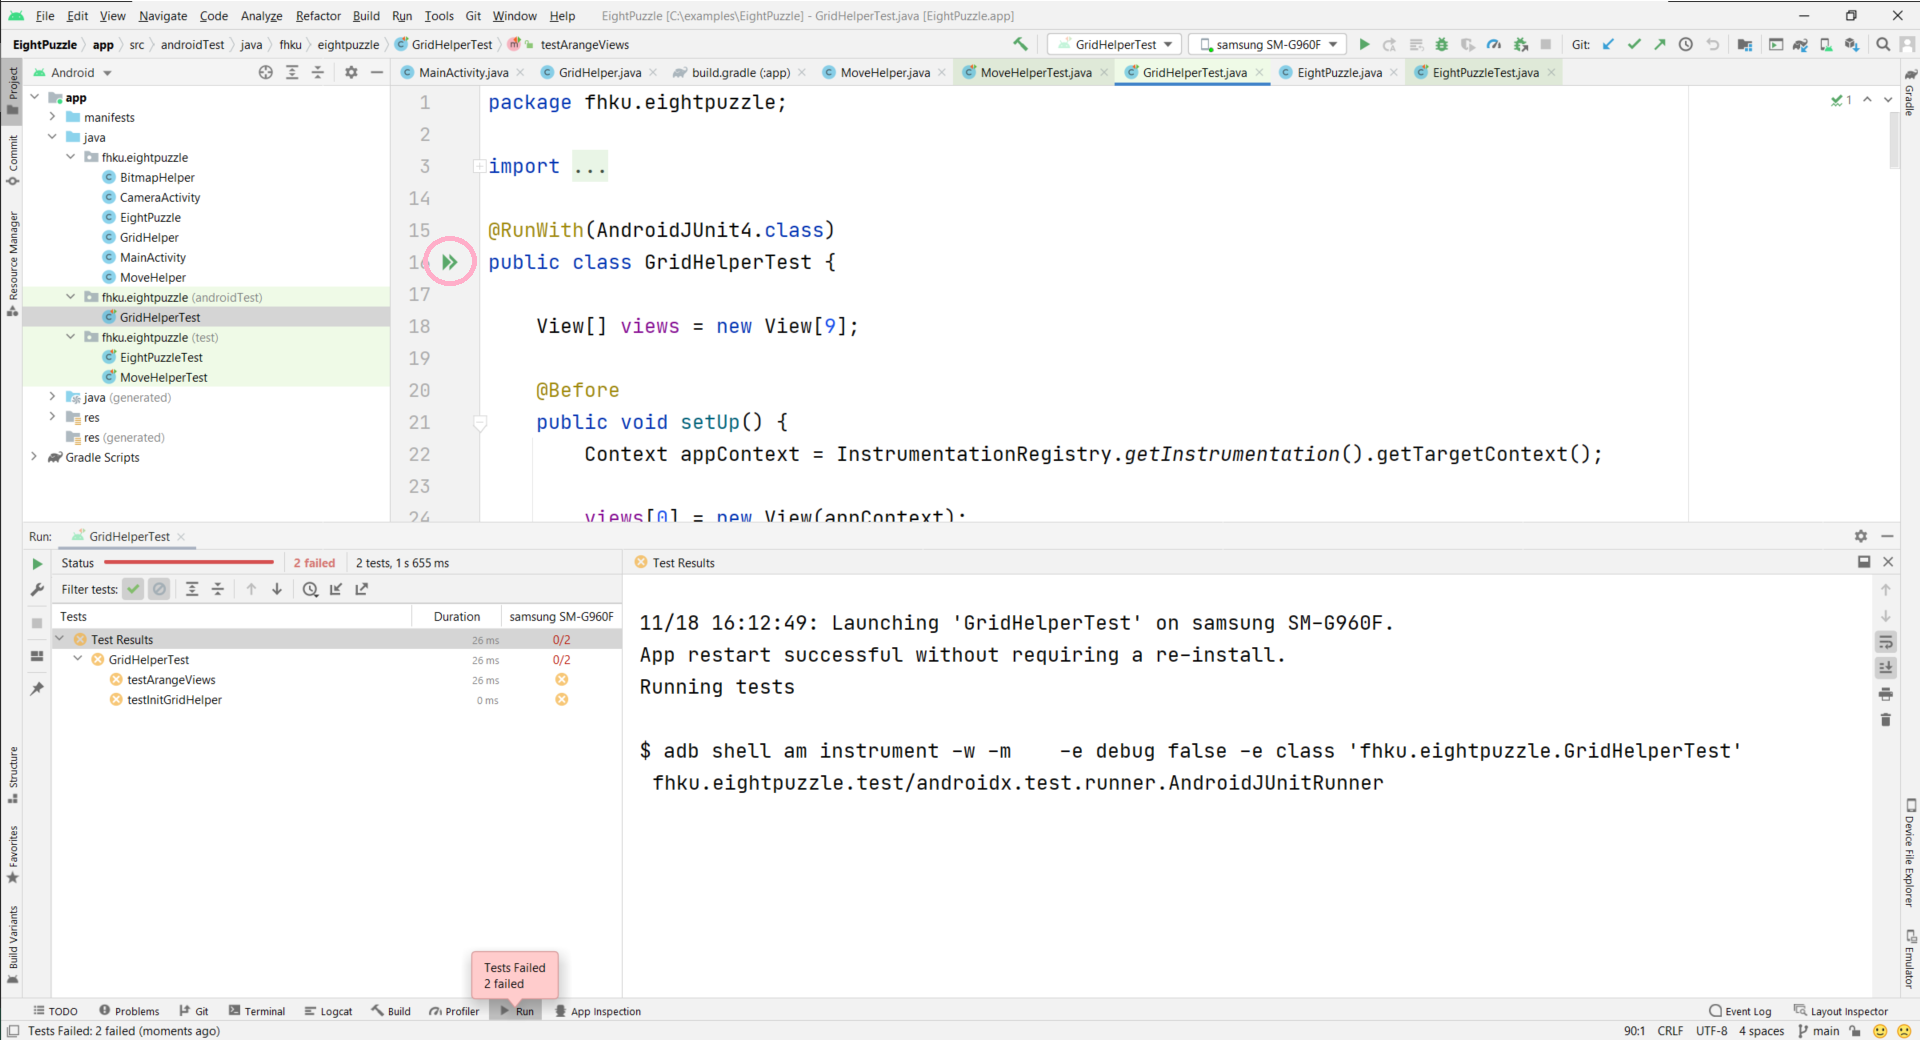 File Edit View Navigate Code Analyze Refactor Build Run Tools Git Window Help EightPuzzle [C:\examples\EightPuzzle] - GridHelperTest.java [EightPuzzle.app]
EightPuzzle app src androidTest java fhku eightpuzzle GridHelperTest testArangeViews GridHelperTest samsung SM-G960F Git:
Project
Commit
Resource Manager
Structure
Favorites
Build Variants
Android
MainActivity.java GridHelper.java build.gradle (:app) MoveHelper.java MoveHelperTest.java GridHelperTest.java EightPuzzle.java EightPuzzleTest.java
app
manifests
java
fhku.eightpuzzle
BitmapHelper
CameraActivity
EightPuzzle
GridHelper
MainActivity
MoveHelper
fhku.eightpuzzle (androidTest)
GridHelperTest
fhku.eightpuzzle (test)
EightPuzzleTest
MoveHelperTest
java (generated)
res
res (generated)
Gradle Scripts
1 package fhku.eightpuzzle;
2
3 import ...
14
15 @RunWith(AndroidJUnit4.class)
16 public class GridHelperTest {
17
18 View[] views = new View[9];
19
20 @Before
21 public void setUp() {
22 Context appContext = InstrumentationRegistry.getInstrumentation().getTargetContext();
23
24 views[0] = new View(appContext);
1
Gradle
Device File Explorer
Emulator
Run: GridHelperTest
Status 2 failed 2 tests, 1 s 655 ms
Filter tests:
Tests Duration samsung SM-G960F
Test Results 26 ms 0/2
GridHelperTest 26 ms 0/2
testArangeViews 26 ms
testInitGridHelper 0 ms
Test Results
11/18 16:12:49: Launching 'GridHelperTest' on samsung SM-G960F.
App restart successful without requiring a re-install.
Running tests
$ adb shell am instrument -w -m    -e debug false -e class 'fhku.eightpuzzle.GridHelperTest'
fhku.eightpuzzle.test/androidx.test.runner.AndroidJUnitRunner
Tests Failed
2 failed
TODO Problems Git Terminal Logcat Build Profiler Run App Inspection Event Log Layout Inspector
Tests Failed: 2 failed (moments ago) 90:1 CRLF UTF-8 4 spaces main